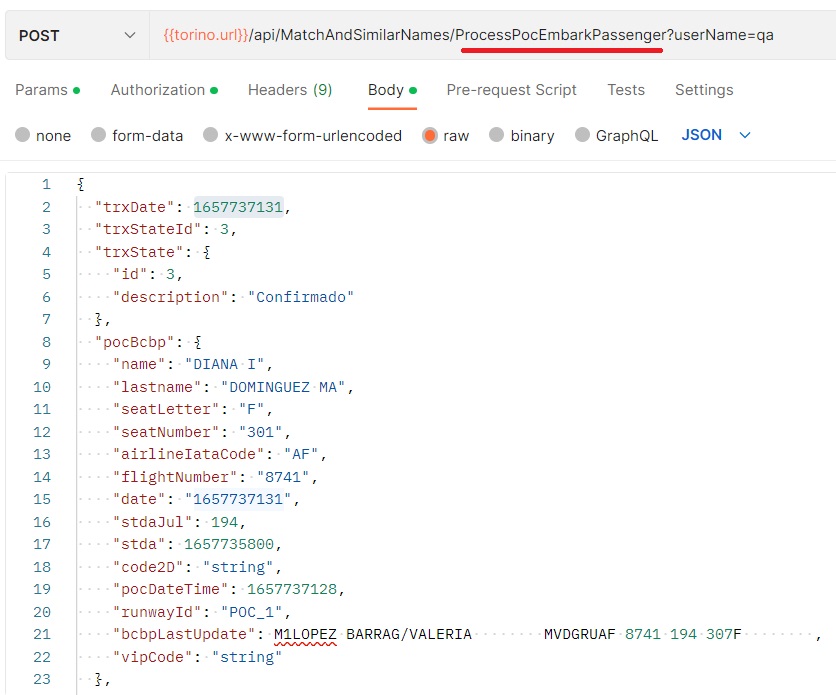 POST {{torino.url}}/api/MatchAndSimilarNames/ProcessPocEmbarkPassenger?userName=qa
Params Authorization Headers (9) Body Pre-request Script Tests Settings
none form-data x-www-form-urlencoded raw binary GraphQL JSON
1 {
2 "trxDate": 1657737131,
3 "trxStateId": 3,
4 "trxState": {
5 "id": 3,
6 "description": "Confirmado"
7 },
8 "pocBcbp": {
9 "name": "DIANA I",
10 "lastname": "DOMINGUEZ MA",
11 "seatLetter": "F",
12 "seatNumber": "301",
13 "airlineIataCode": "AF",
14 "flightNumber": "8741",
15 "date": "1657737131",
16 "stdaJul": 194,
17 "stda": 1657735800,
18 "code2D": "string",
19 "pocDateTime": 1657737128,
20 "runwayId": "POC_1",
21 "bcbpLastUpdate": M1LOPEZ BARRAG/VALERIA MVDGRUAF 8741 194 307F ,
22 "vipCode": "string"
23 },